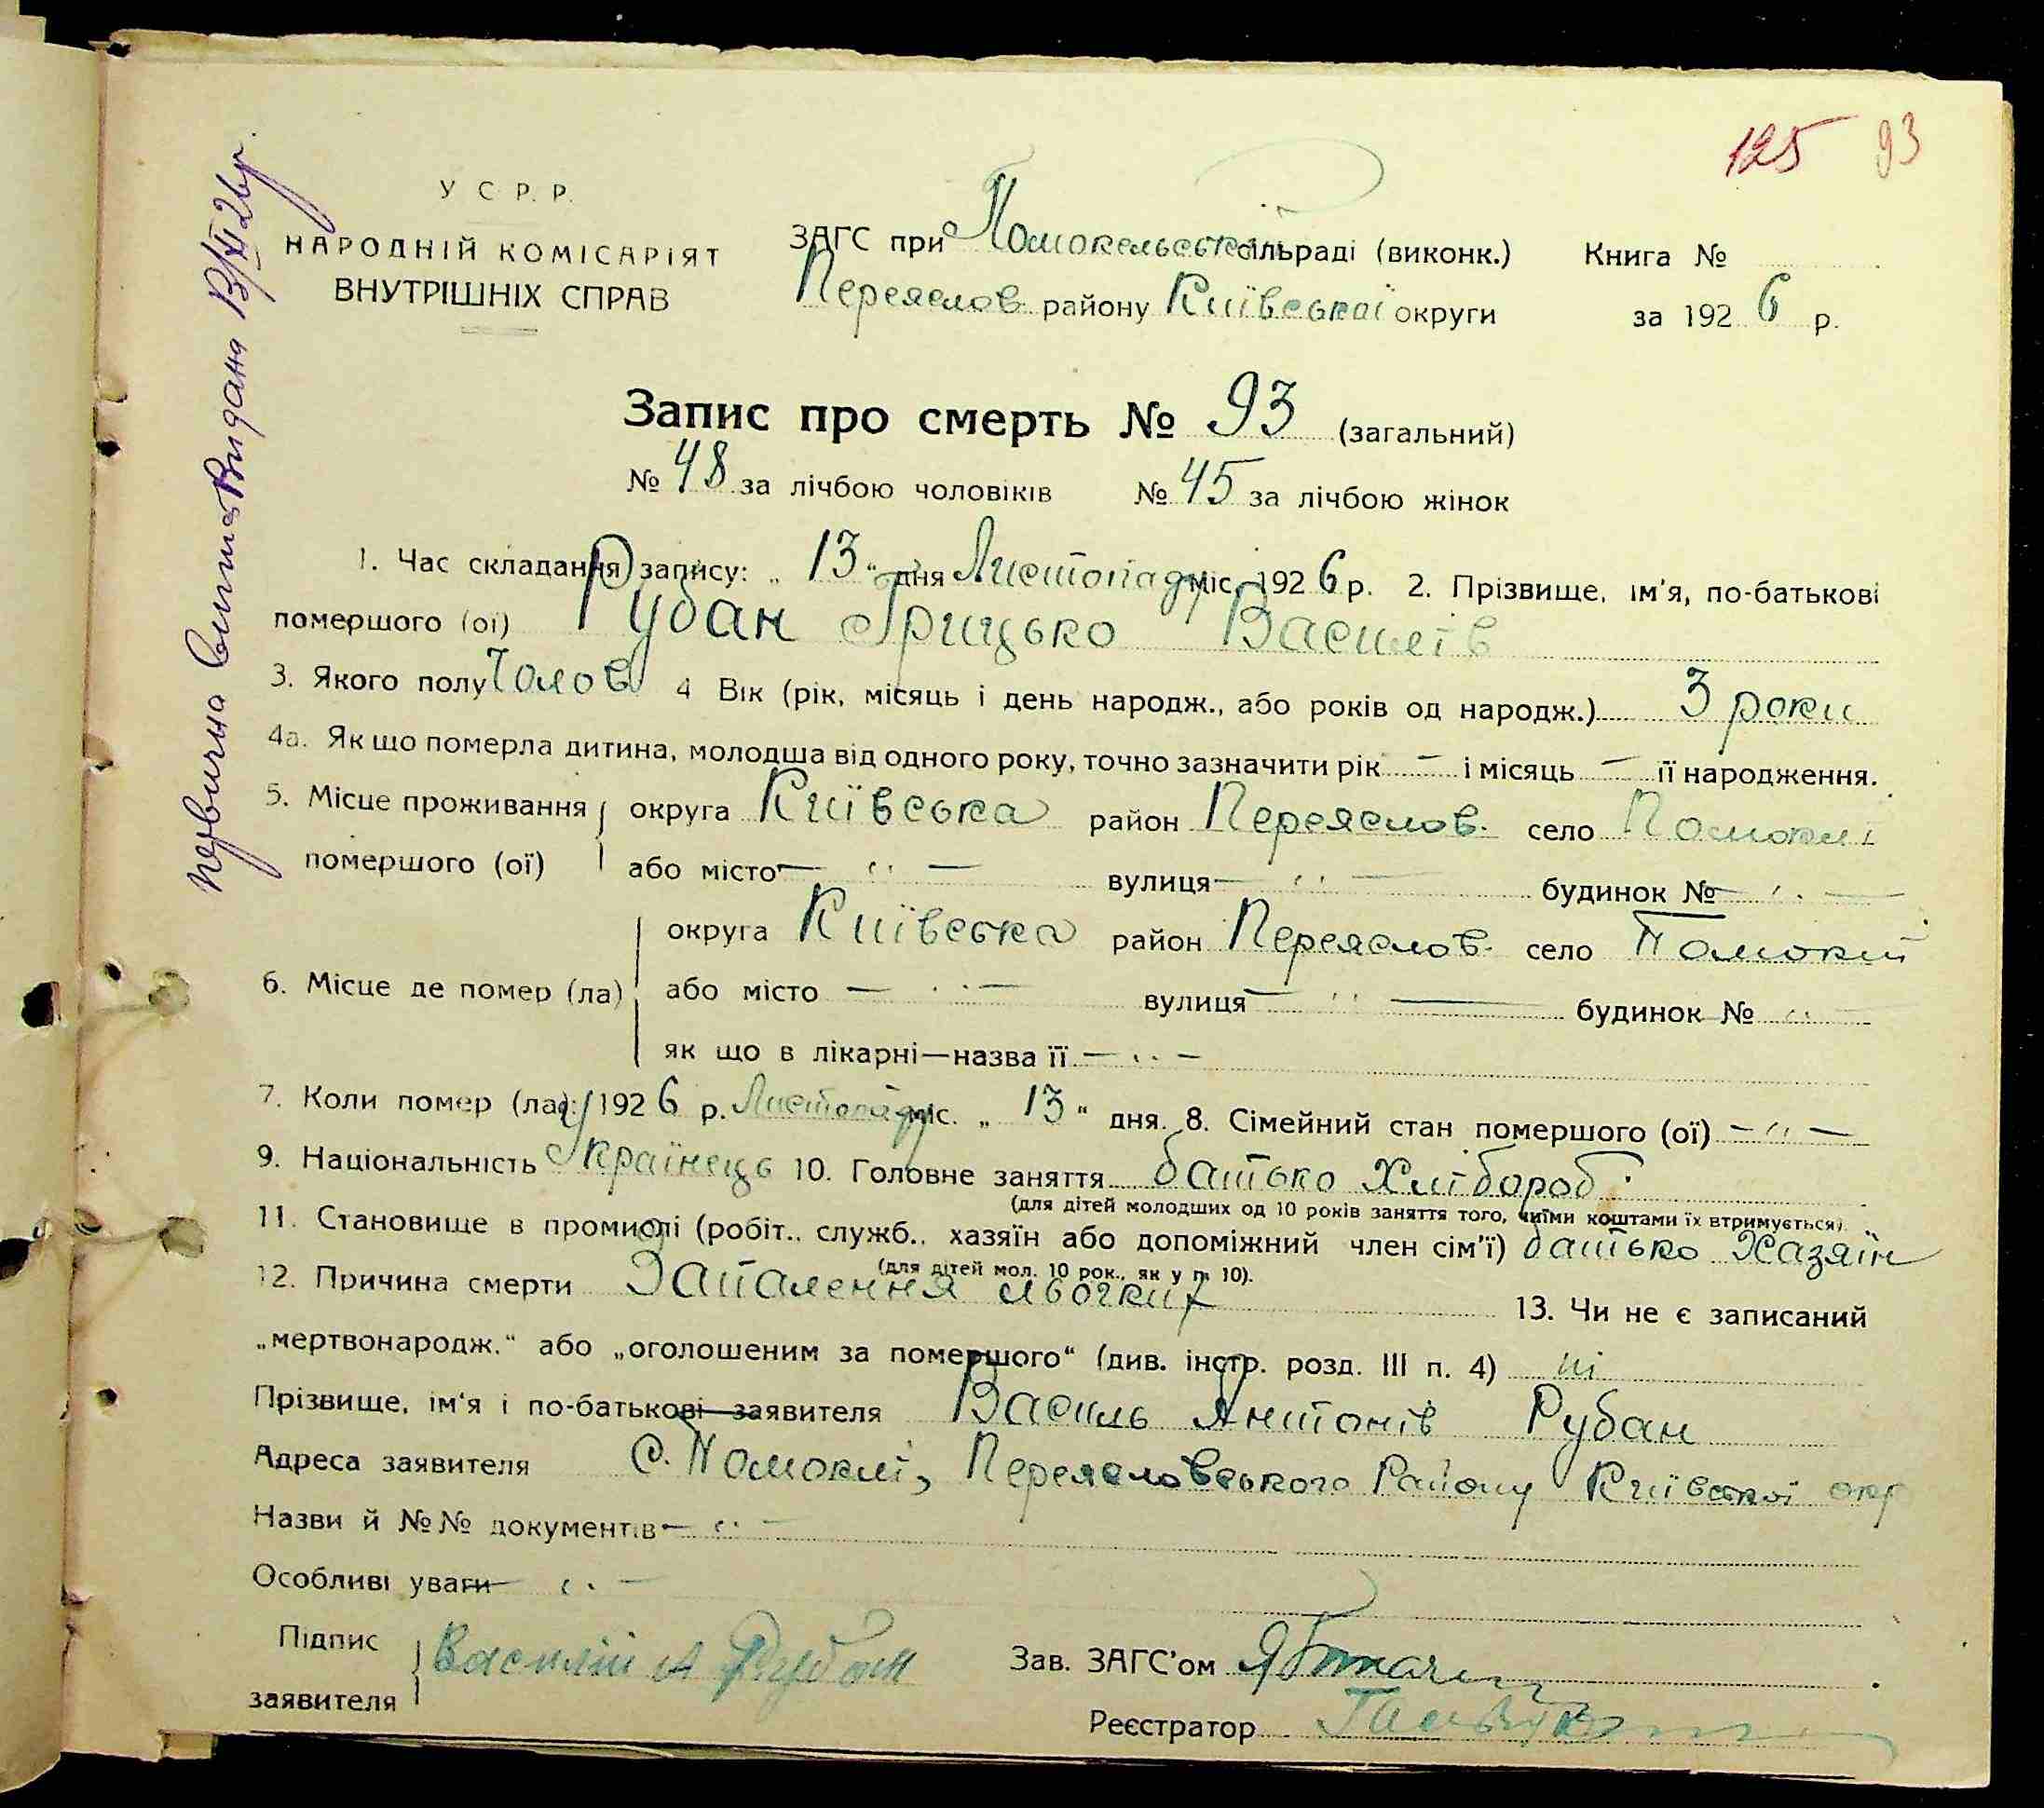 125 93
У С Р. Р.
НАРОДНІЙ КОМІСАРІЯТ
ВНУТРІШНІХ СПРАВ
ЗАГС при Помокельській сільраді (виконк.) Книга №
Переяслов району Київської округи за 1926 р.
Запис про смерть № 93 (загальний)
№ 48 за лічбою чоловіків № 45 за лічбою жінок
1. Час складання запису: „ 13 “ дня Листопаду міс. 1926 р. 2. Прізвище, ім'я, по-батькові
помершого (ої) Рубан Грицько Василів
3. Якого полу Чолов 4 Вік (рік, місяць і день народж., або років од народж.) 3 роки
4а. Як що померла дитина, молодша від одного року, точно зазначити рік — і місяць — її народження.
5. Місце проживання округа Київська район Переяслов. село Помоклі
помершого (ої) або місто — „ — вулиця — „ — будинок № — „ —
округа Київська район Переяслов. село Помоклі
6. Місце де помер (ла) або місто — „ — вулиця — „ — будинок № „ —
як що в лікарні—назва її — „ —
7. Коли помер (ла): 1926 р. Листопаду міс. „ 13 “ дня. 8. Сімейний стан помершого (ої) — „ —
9. Національність Українець 10. Головне заняття батько Хлібороб.
(для дітей молодших од 10 років заняття того, чиїми коштами їх втримується).
11. Становище в промислі (робіт., служб., хазяїн або допоміжний член сім'ї) батько Хазяїн
(для дітей мол. 10 рок., як у п. 10).
12. Причина смерти Запалення льогких 13. Чи не є записаний
„мертвонародж.“ або „оголошеним за помершого“ (див. інстр. розд. III п. 4) ні
Прізвище, ім'я і по-батькові заявителя Василь Антонів Рубан
Адреса заявителя С. Помоклі, Переясловського Району Київської окр
Назви й №№ документів — „ —
Особливі уваги — „ —
Підпис
заявителя Василій А Рубан
Зав. ЗАГС'ом
Реєстратор
Первична Видана